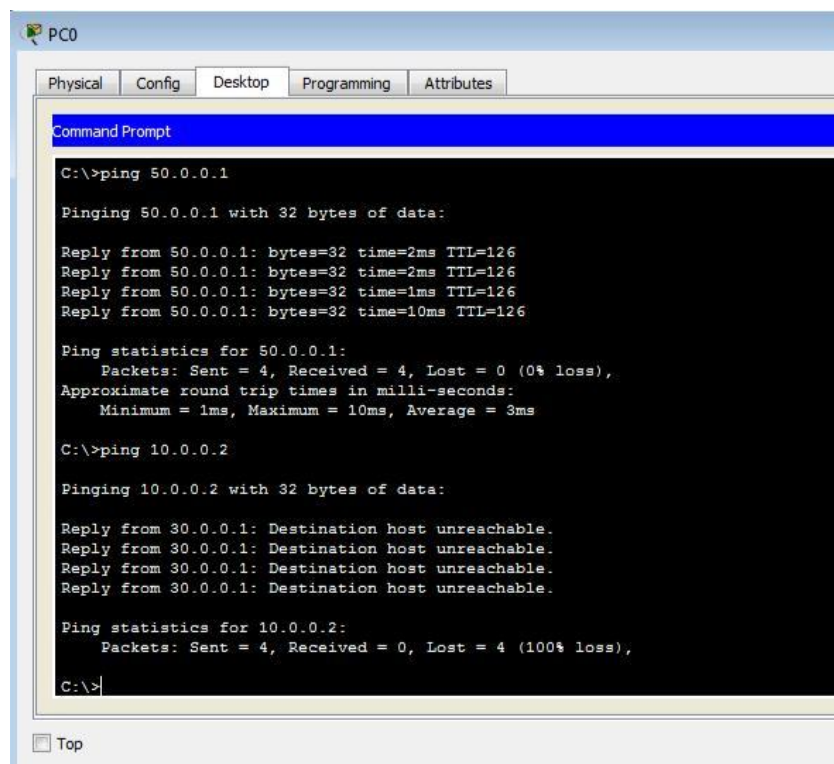 PC0
Physical Config Desktop Programming Attributes
Command Prompt
C:\>ping 50.0.0.1
Pinging 50.0.0.1 with 32 bytes of data:
Reply from 50.0.0.1: bytes=32 time=2ms TTL=126
Reply from 50.0.0.1: bytes=32 time=2ms TTL=126
Reply from 50.0.0.1: bytes=32 time=1ms TTL=126
Reply from 50.0.0.1: bytes=32 time=10ms TTL=126
Ping statistics for 50.0.0.1:
Packets: Sent = 4, Received = 4, Lost = 0 (0% loss),
Approximate round trip times in milli-seconds:
Minimum = 1ms, Maximum = 10ms, Average = 3ms
C:\>ping 10.0.0.2
Pinging 10.0.0.2 with 32 bytes of data:
Reply from 30.0.0.1: Destination host unreachable.
Reply from 30.0.0.1: Destination host unreachable.
Reply from 30.0.0.1: Destination host unreachable.
Reply from 30.0.0.1: Destination host unreachable.
Ping statistics for 10.0.0.2:
Packets: Sent = 4, Received = 0, Lost = 4 (100% loss),
C:\>
Top